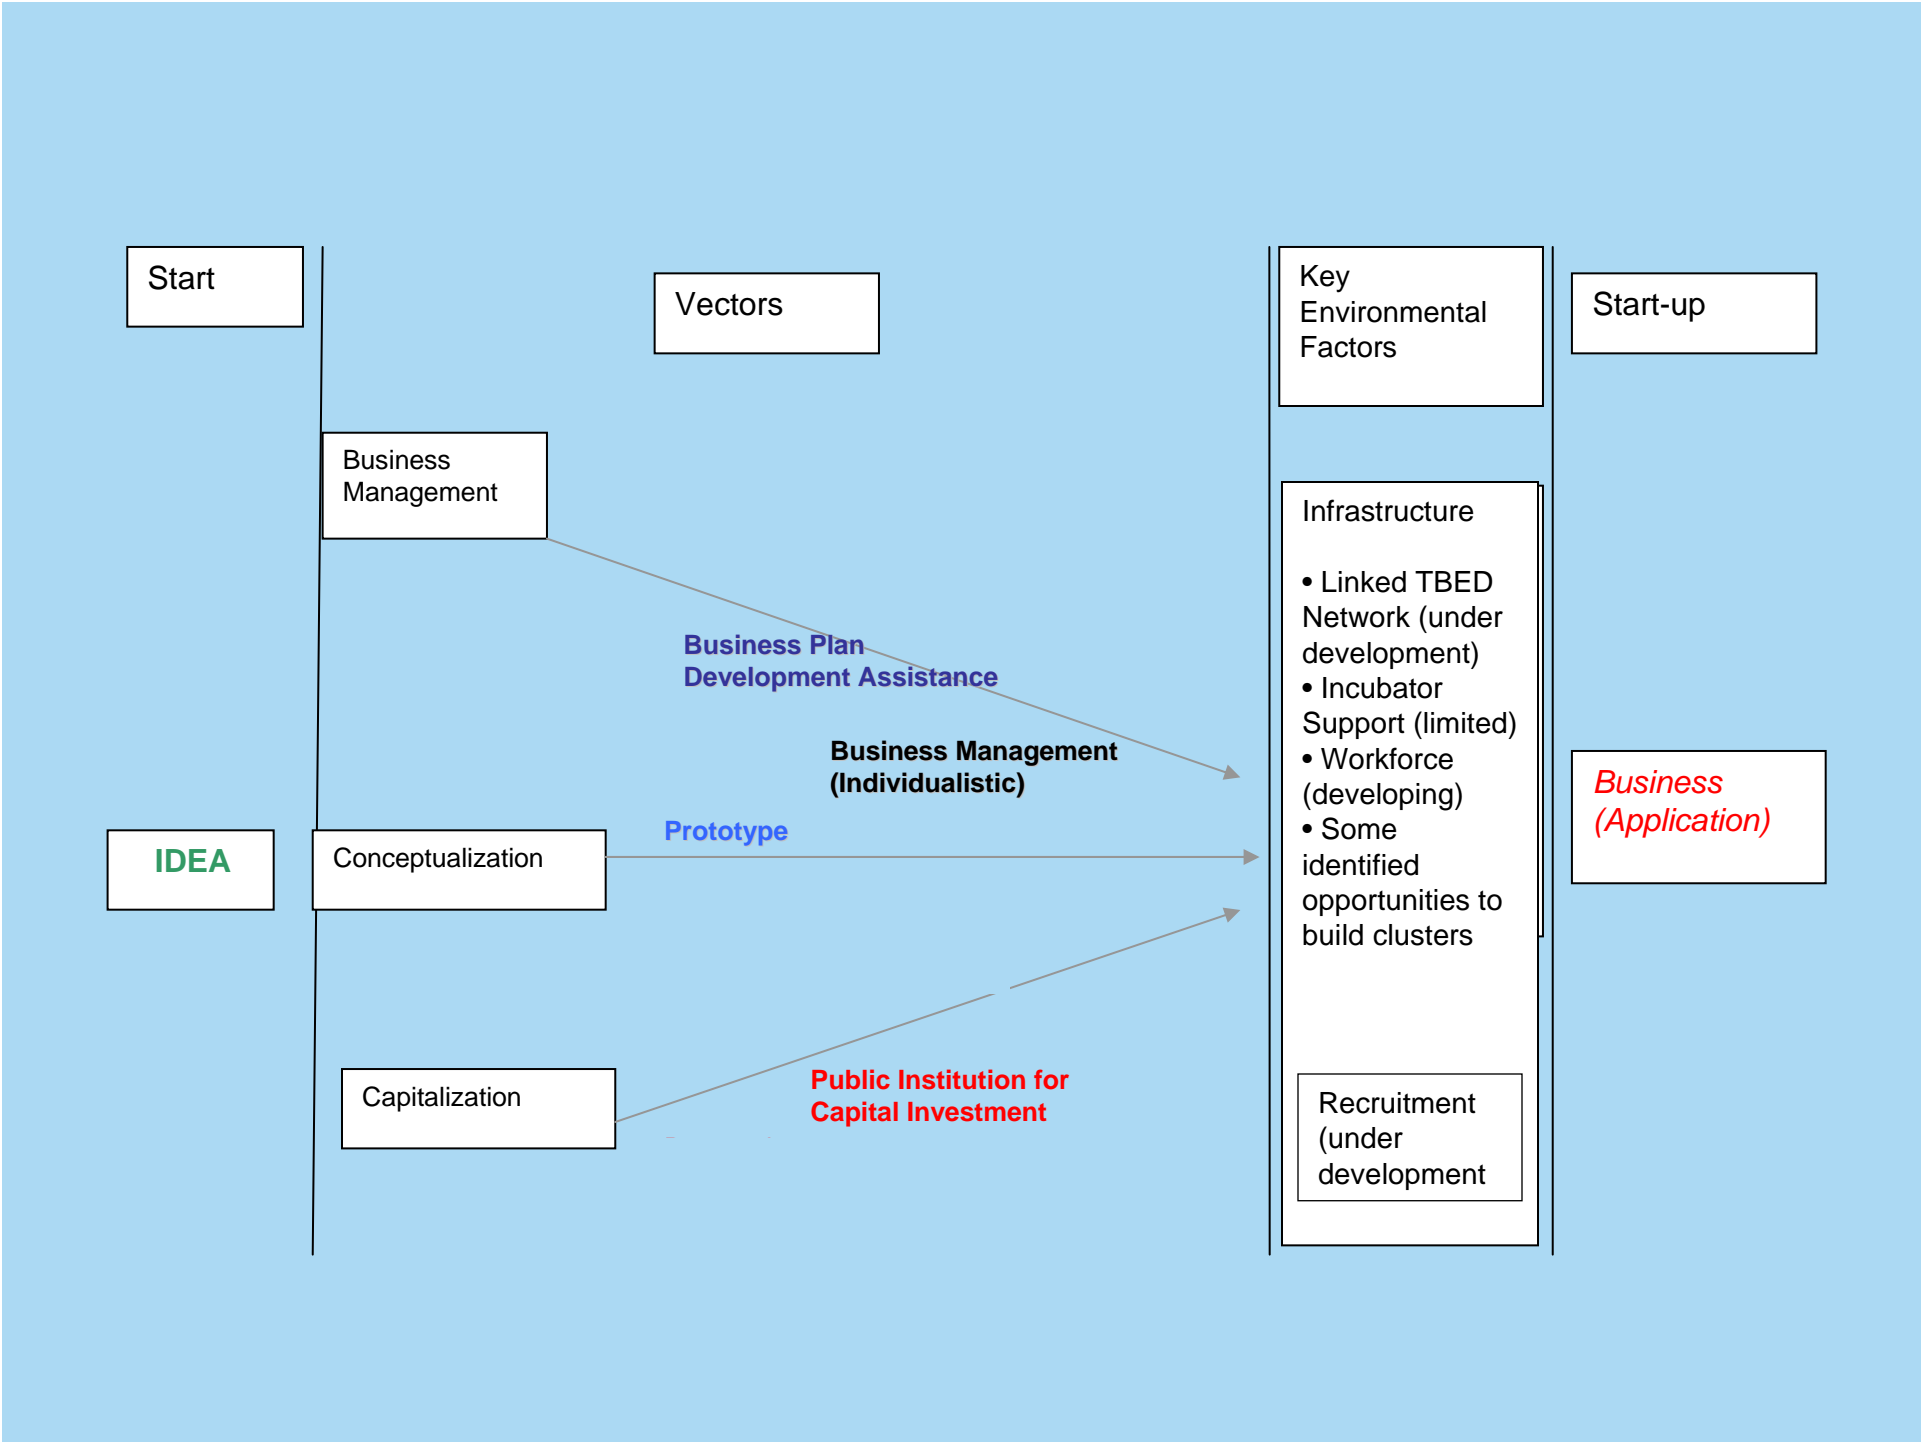 Start
Vectors
Key
Environmental
Factors
Start-up
Business
Management
Infrastructure
• Linked TBED
Network (under
development)
• Incubator
Support (limited)
• Workforce
(developing)
• Some
identified
opportunities to
build clusters
Business Plan
Development Assistance
Business Management
(Individualistic)
Business
(Application)
Prototype
IDEA
Conceptualization
Capitalization
Public Institution for
Capital Investment
Recruitment
(under
development